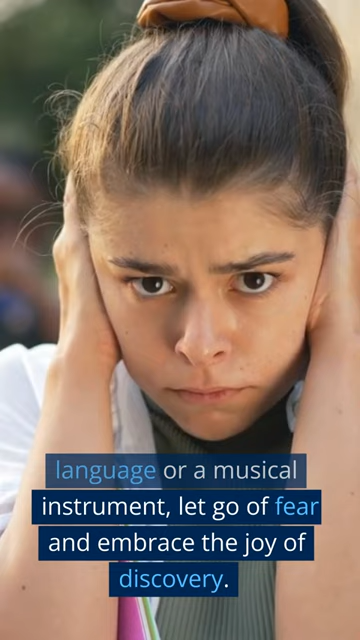 language or a musical
instrument, let go of fear
and embrace the joy of
discovery.